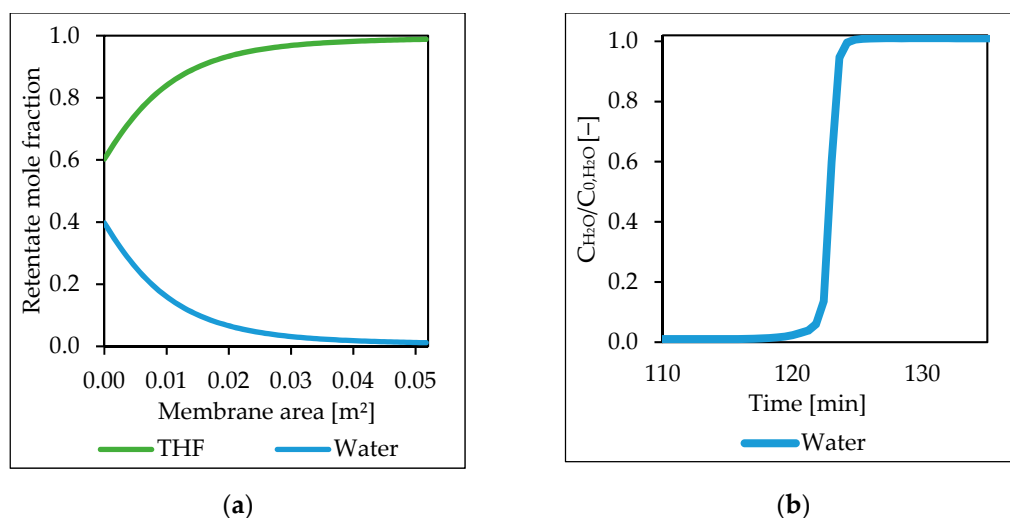 1.0
0.8
0.6
0.4
0.2
0.0
Retentate mole fraction
0.00 0.01 0.02 0.03 0.04 0.05
Membrane area [m²]
THF Water
(a)
1.0
0.8
0.6
0.4
0.2
0.0
C_H₂O/C_0,H₂O [–]
110 120 130
Time [min]
Water
(b)